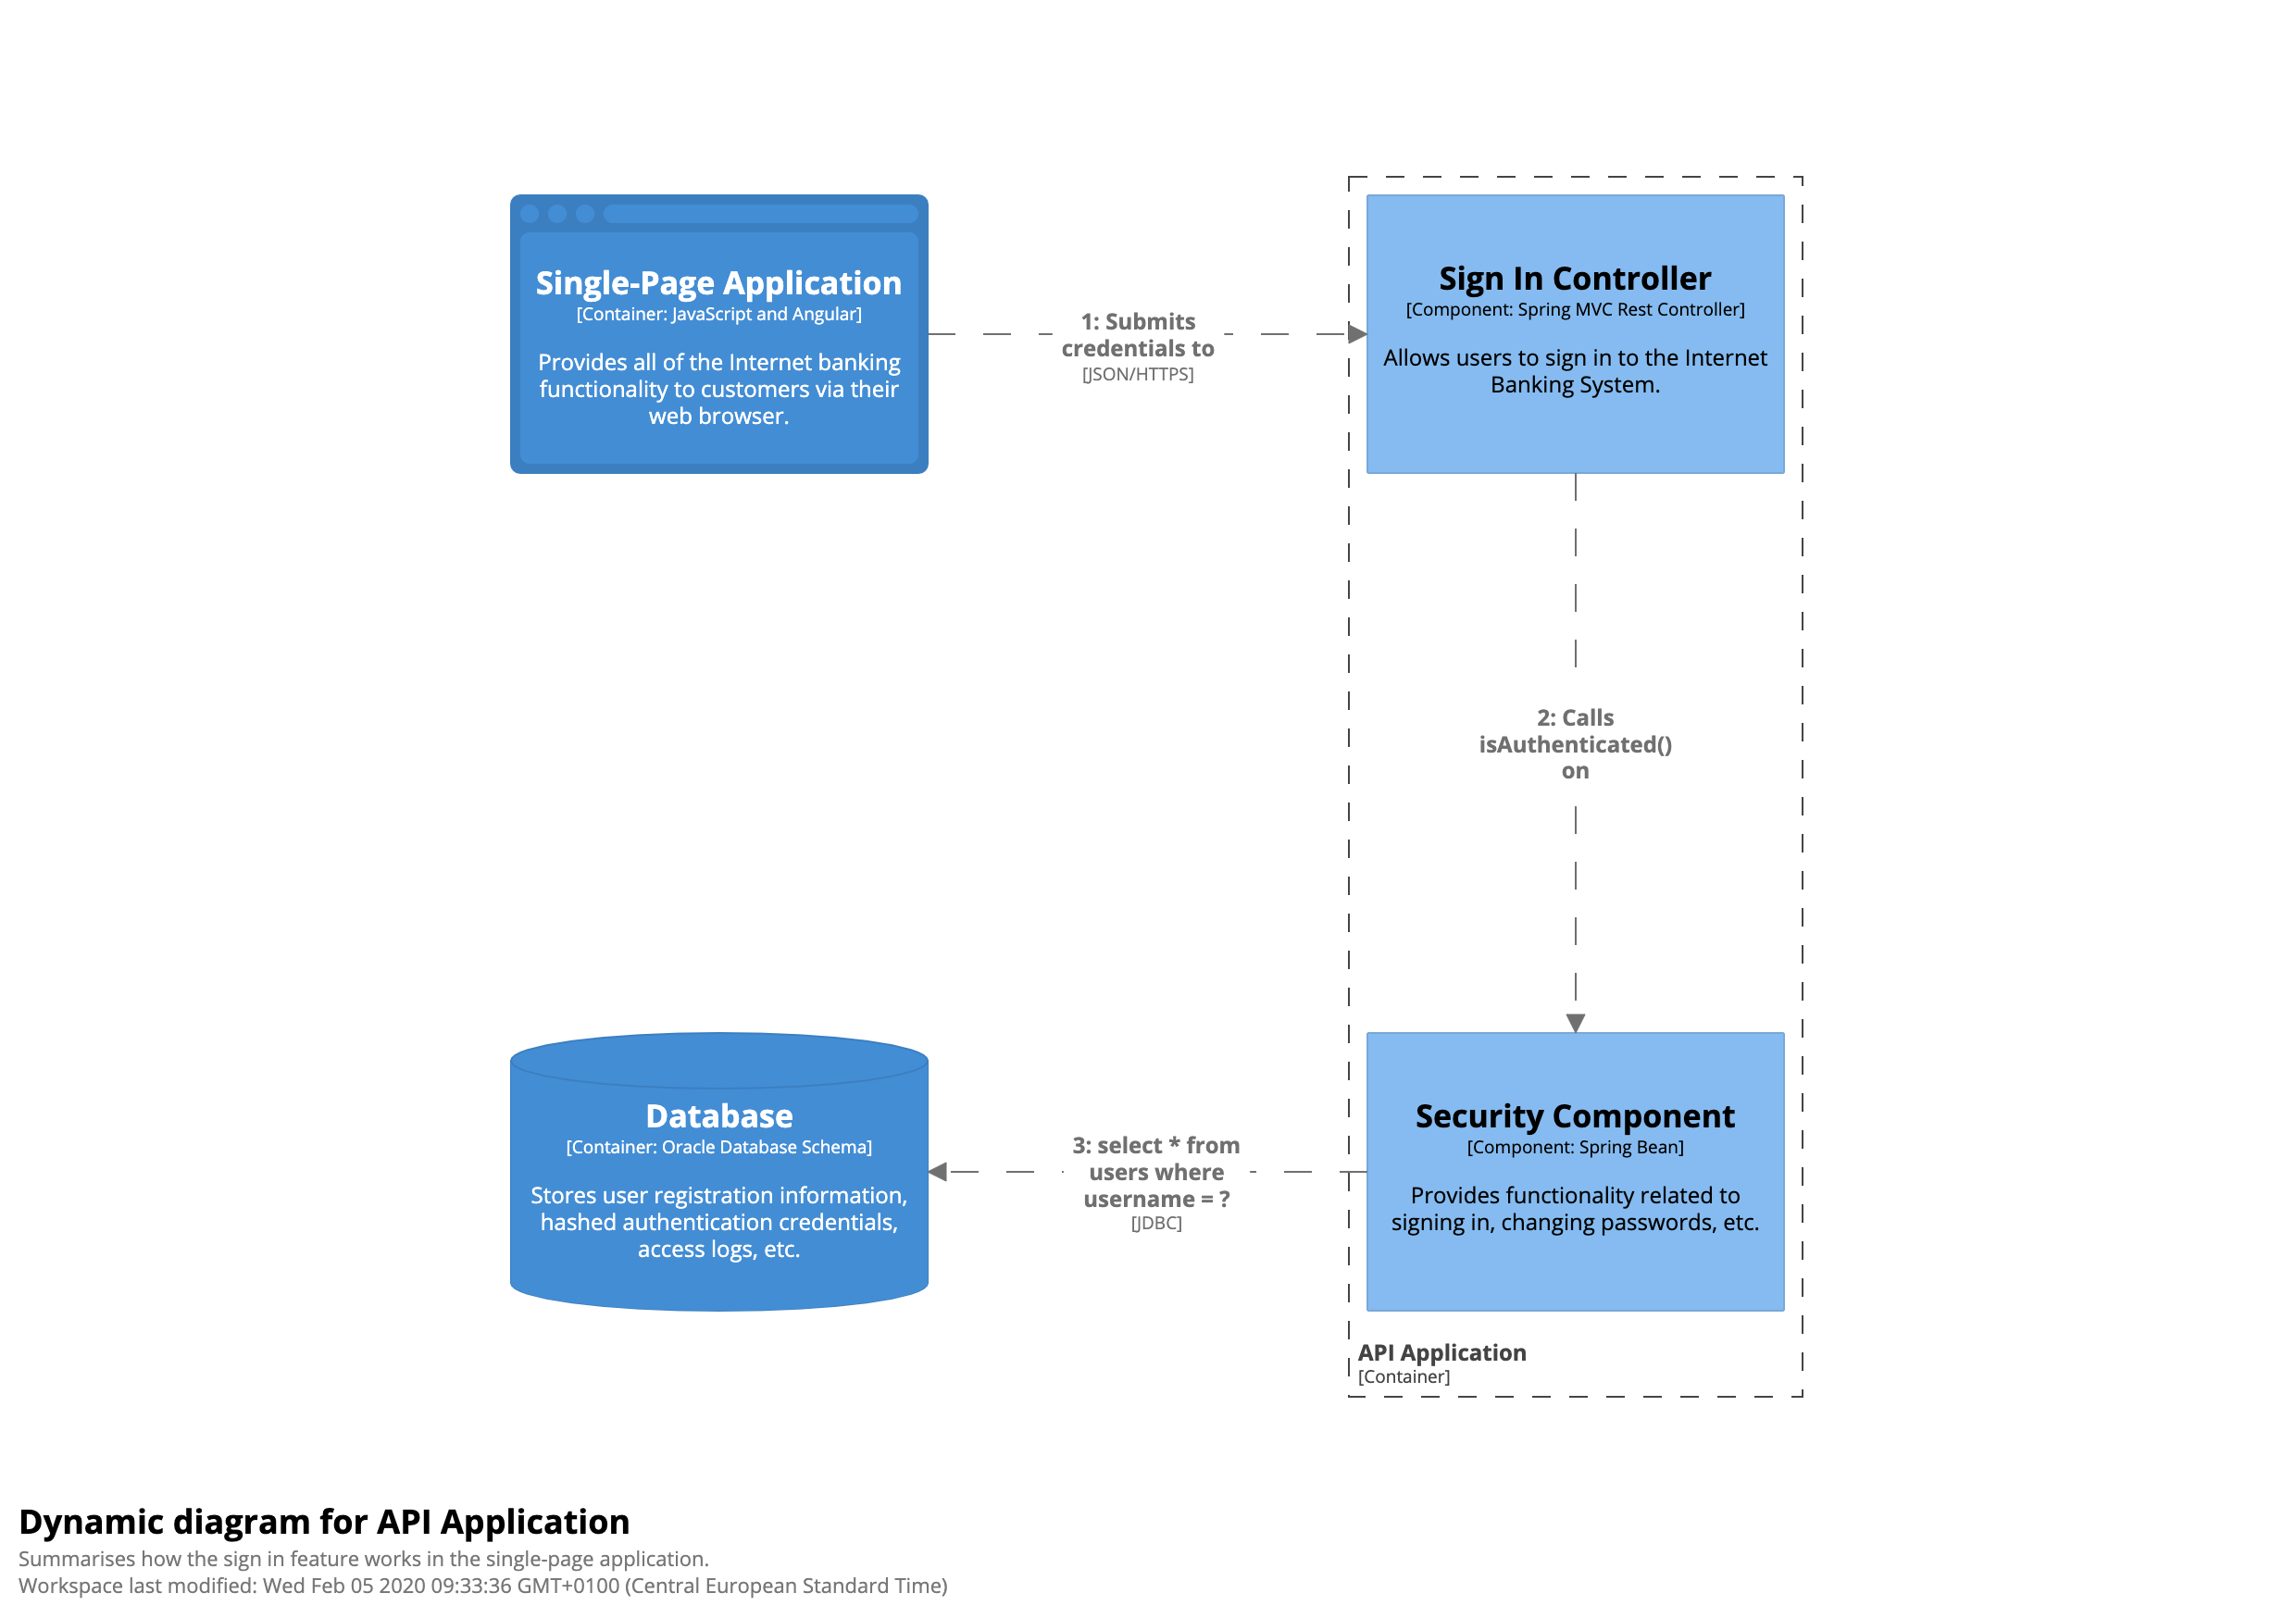 Single-Page Application
[Container: JavaScript and Angular]
Provides all of the Internet banking
functionality to customers via their
web browser.
1: Submits
credentials to
[JSON/HTTPS]
Sign In Controller
[Component: Spring MVC Rest Controller]
Allows users to sign in to the Internet
Banking System.
2: Calls
isAuthenticated()
on
Database
[Container: Oracle Database Schema]
Stores user registration information,
hashed authentication credentials,
access logs, etc.
3: select * from
users where
username = ?
[JDBC]
Security Component
[Component: Spring Bean]
Provides functionality related to
signing in, changing passwords, etc.
API Application
[Container]
Dynamic diagram for API Application
Summarises how the sign in feature works in the single-page application.
Workspace last modified: Wed Feb 05 2020 09:33:36 GMT+0100 (Central European Standard Time)